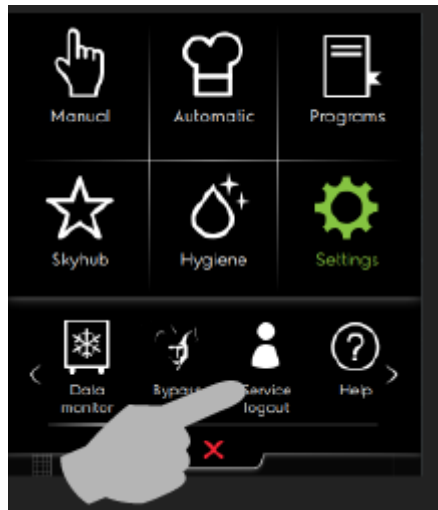 Manual Automatic Programs
Skyhub Hygiene Settings
Data Service Help
monitor logout